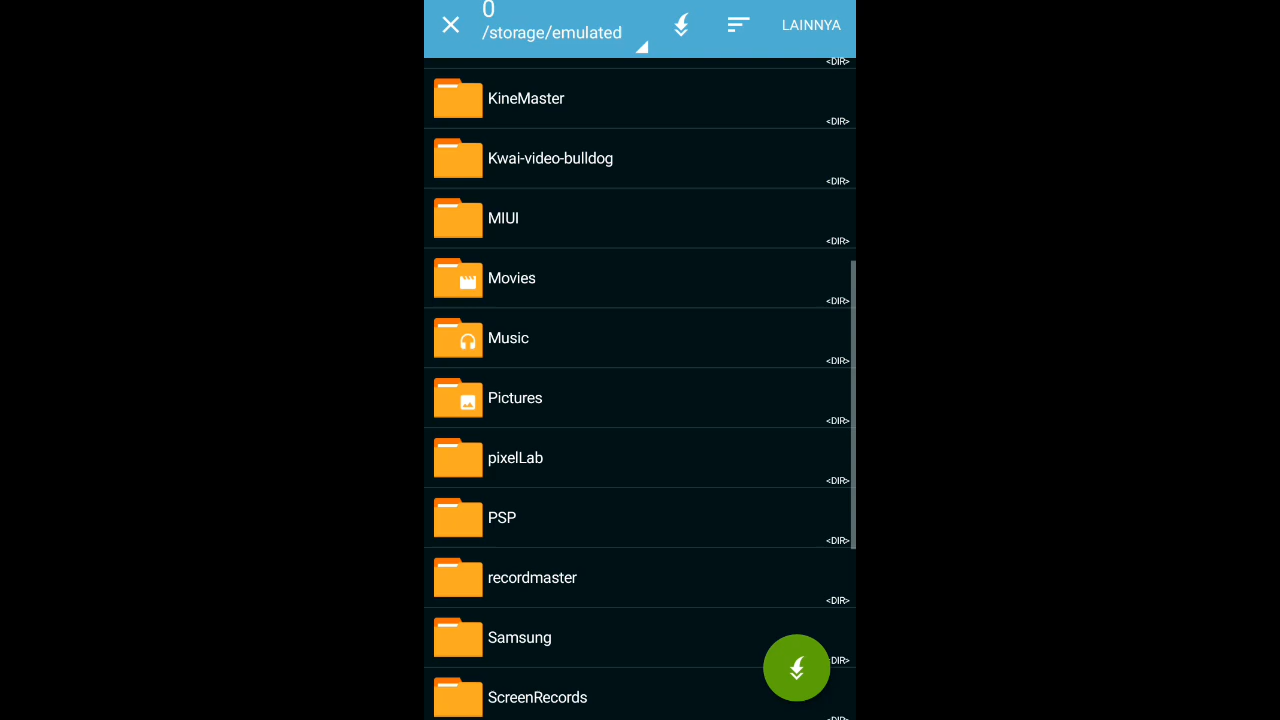 0
/storage/emulated
LAINNYA
<DIR>
KineMaster
<DIR>
Kwai-video-bulldog
<DIR>
MIUI
<DIR>
Movies
<DIR>
Music
<DIR>
Pictures
<DIR>
pixelLab
<DIR>
PSP
<DIR>
recordmaster
<DIR>
Samsung
<DIR>
ScreenRecords
<DIR>